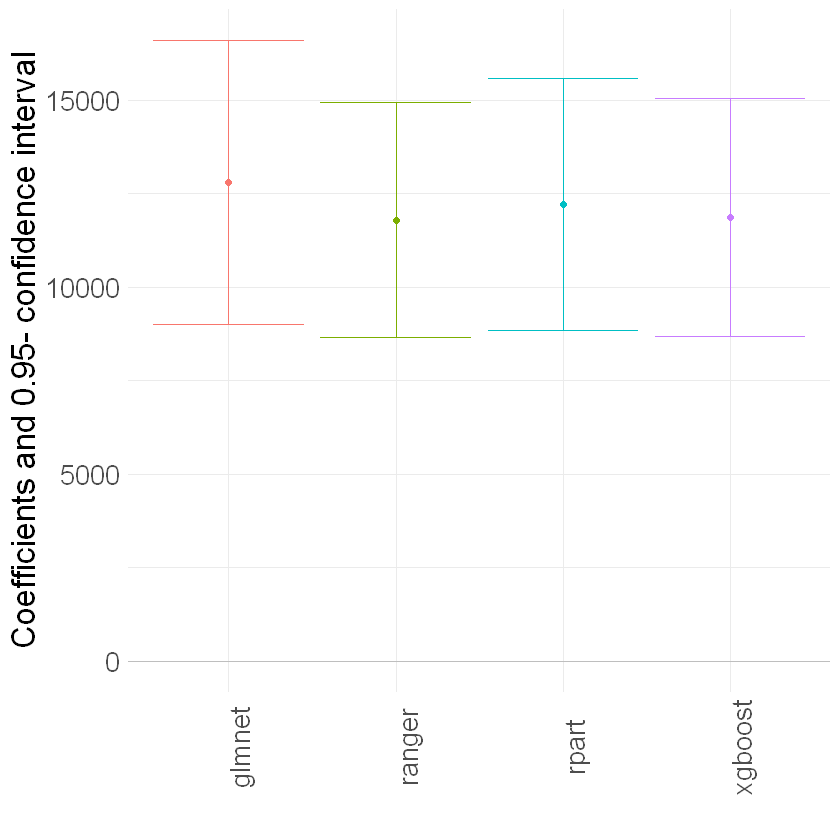 Coefficients and 0.95- confidence interval
15000
10000
5000
0
glmnet
ranger
rpart
xgboost